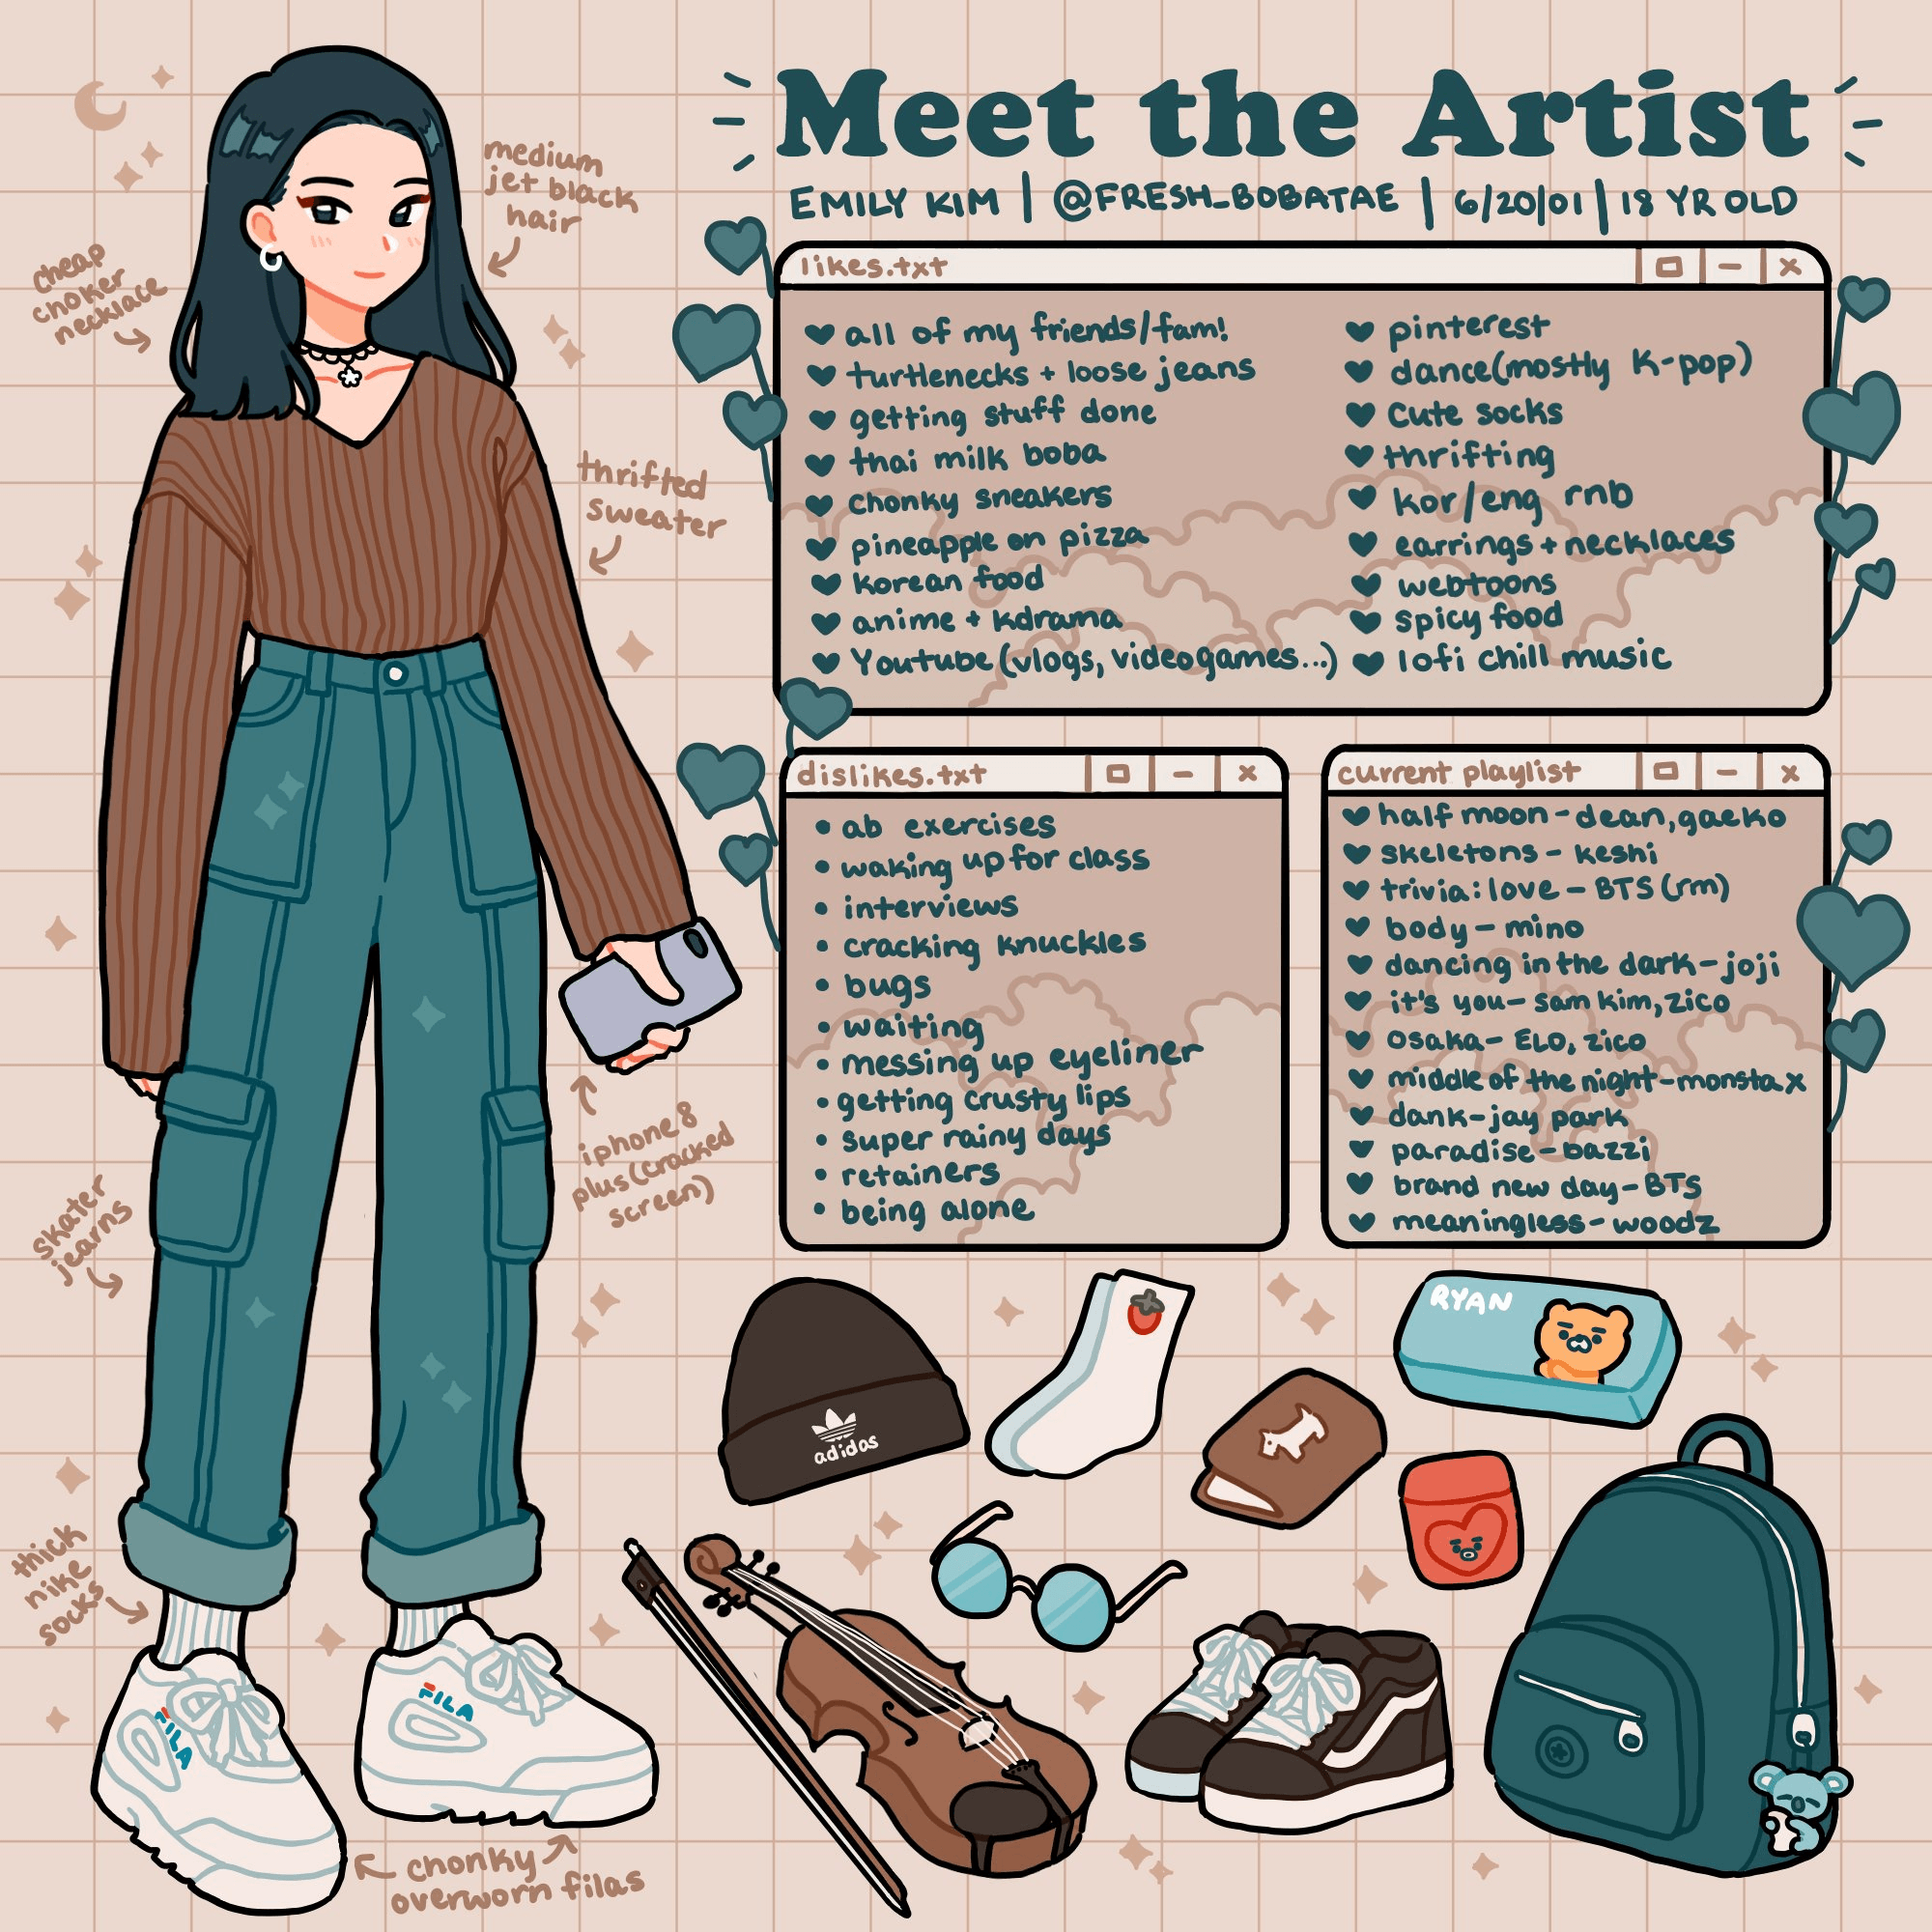 Meet the Artist
EMILY KIM | @FRESH_BOBATAE | 6/20/01 | 18 YR OLD
medium
jet black
hair
cheap
choker
necklace
thrifted
sweater
iphone 8
plus (cracked
screen)
skater
jearns
thick
nike
socks
FILA
FILA
chonky
overworn filas
likes.txt
all of my friends/fam!
turtlenecks + loose jeans
getting stuff done
thai milk boba
chonky sneakers
pineapple on pizza
korean food
anime + kdrama
Youtube (vlogs, videogames...)
pinterest
dance (mostly K-pop)
cute socks
thrifting
kor/eng rnb
earrings + necklaces
webtoons
spicy food
lofi chill music
dislikes.txt
ab exercises
waking up for class
interviews
cracking knuckles
bugs
waiting
messing up eyeliner
getting crusty lips
super rainy days
retainers
being alone
current playlist
half moon - dean, gaeko
skeletons - keshi
trivia: love - BTS (rm)
body - mino
dancing in the dark - joji
it's you - sam kim, zico
osaka - ELO, zico
middle of the night - monsta x
dank - jay park
paradise - bazzi
brand new day - BTS
meaningless - woodz
adidas
RYAN